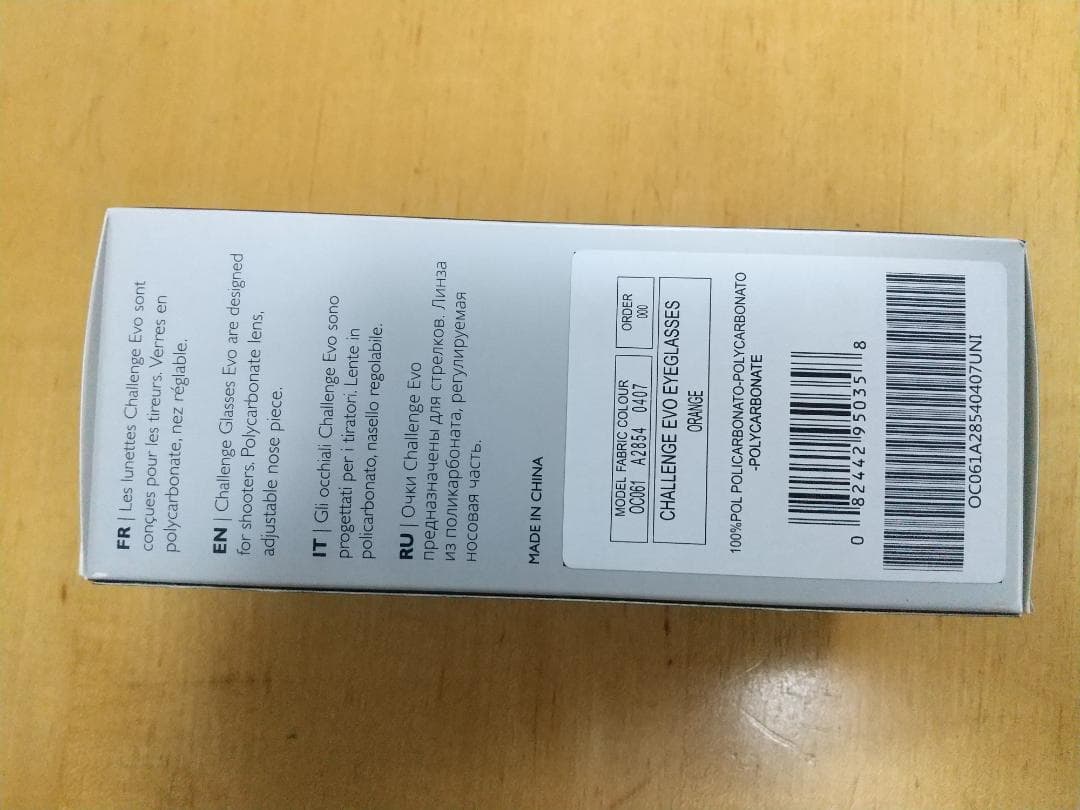 FR | Les lunettes Challenge Evo sont
conçues pour les tireurs. Verres en
polycarbonate, nez réglable.
EN | Challenge Glasses Evo are designed
for shooters. Polycarbonate lens,
adjustable nose piece.
IT | Gli occhiali Challenge Evo sono
progettati per i tiratori. Lente in
policarbonato, nasello regolabile.
RU | Очки Challenge Evo
предназначены для стрелков. Линза
из поликарбоната, регулируемая
носовая часть.
MADE IN CHINA
MODEL FABRIC COLOUR
OC061 A2854 0407
ORDER
000
CHALLENGE EVO EYEGLASSES
ORANGE
100%POL POLICARBONATO-POLYCARBONATO
-POLYCARBONATE
0 82442 95035 8
OC061A28540407UNI